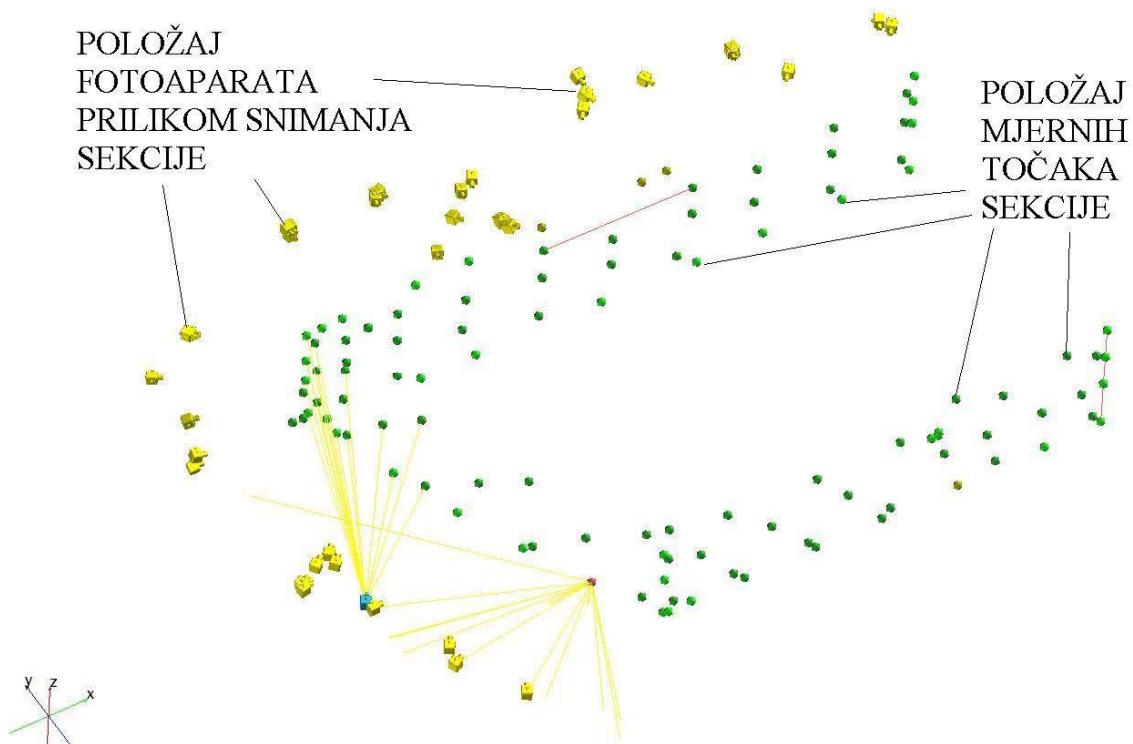 POLOŽAJ
FOTOAPARATA
PRILIKOM SNIMANJA
SEKCIJE
POLOŽAJ
MJERNIH
TOČAKA
SEKCIJE
y z x